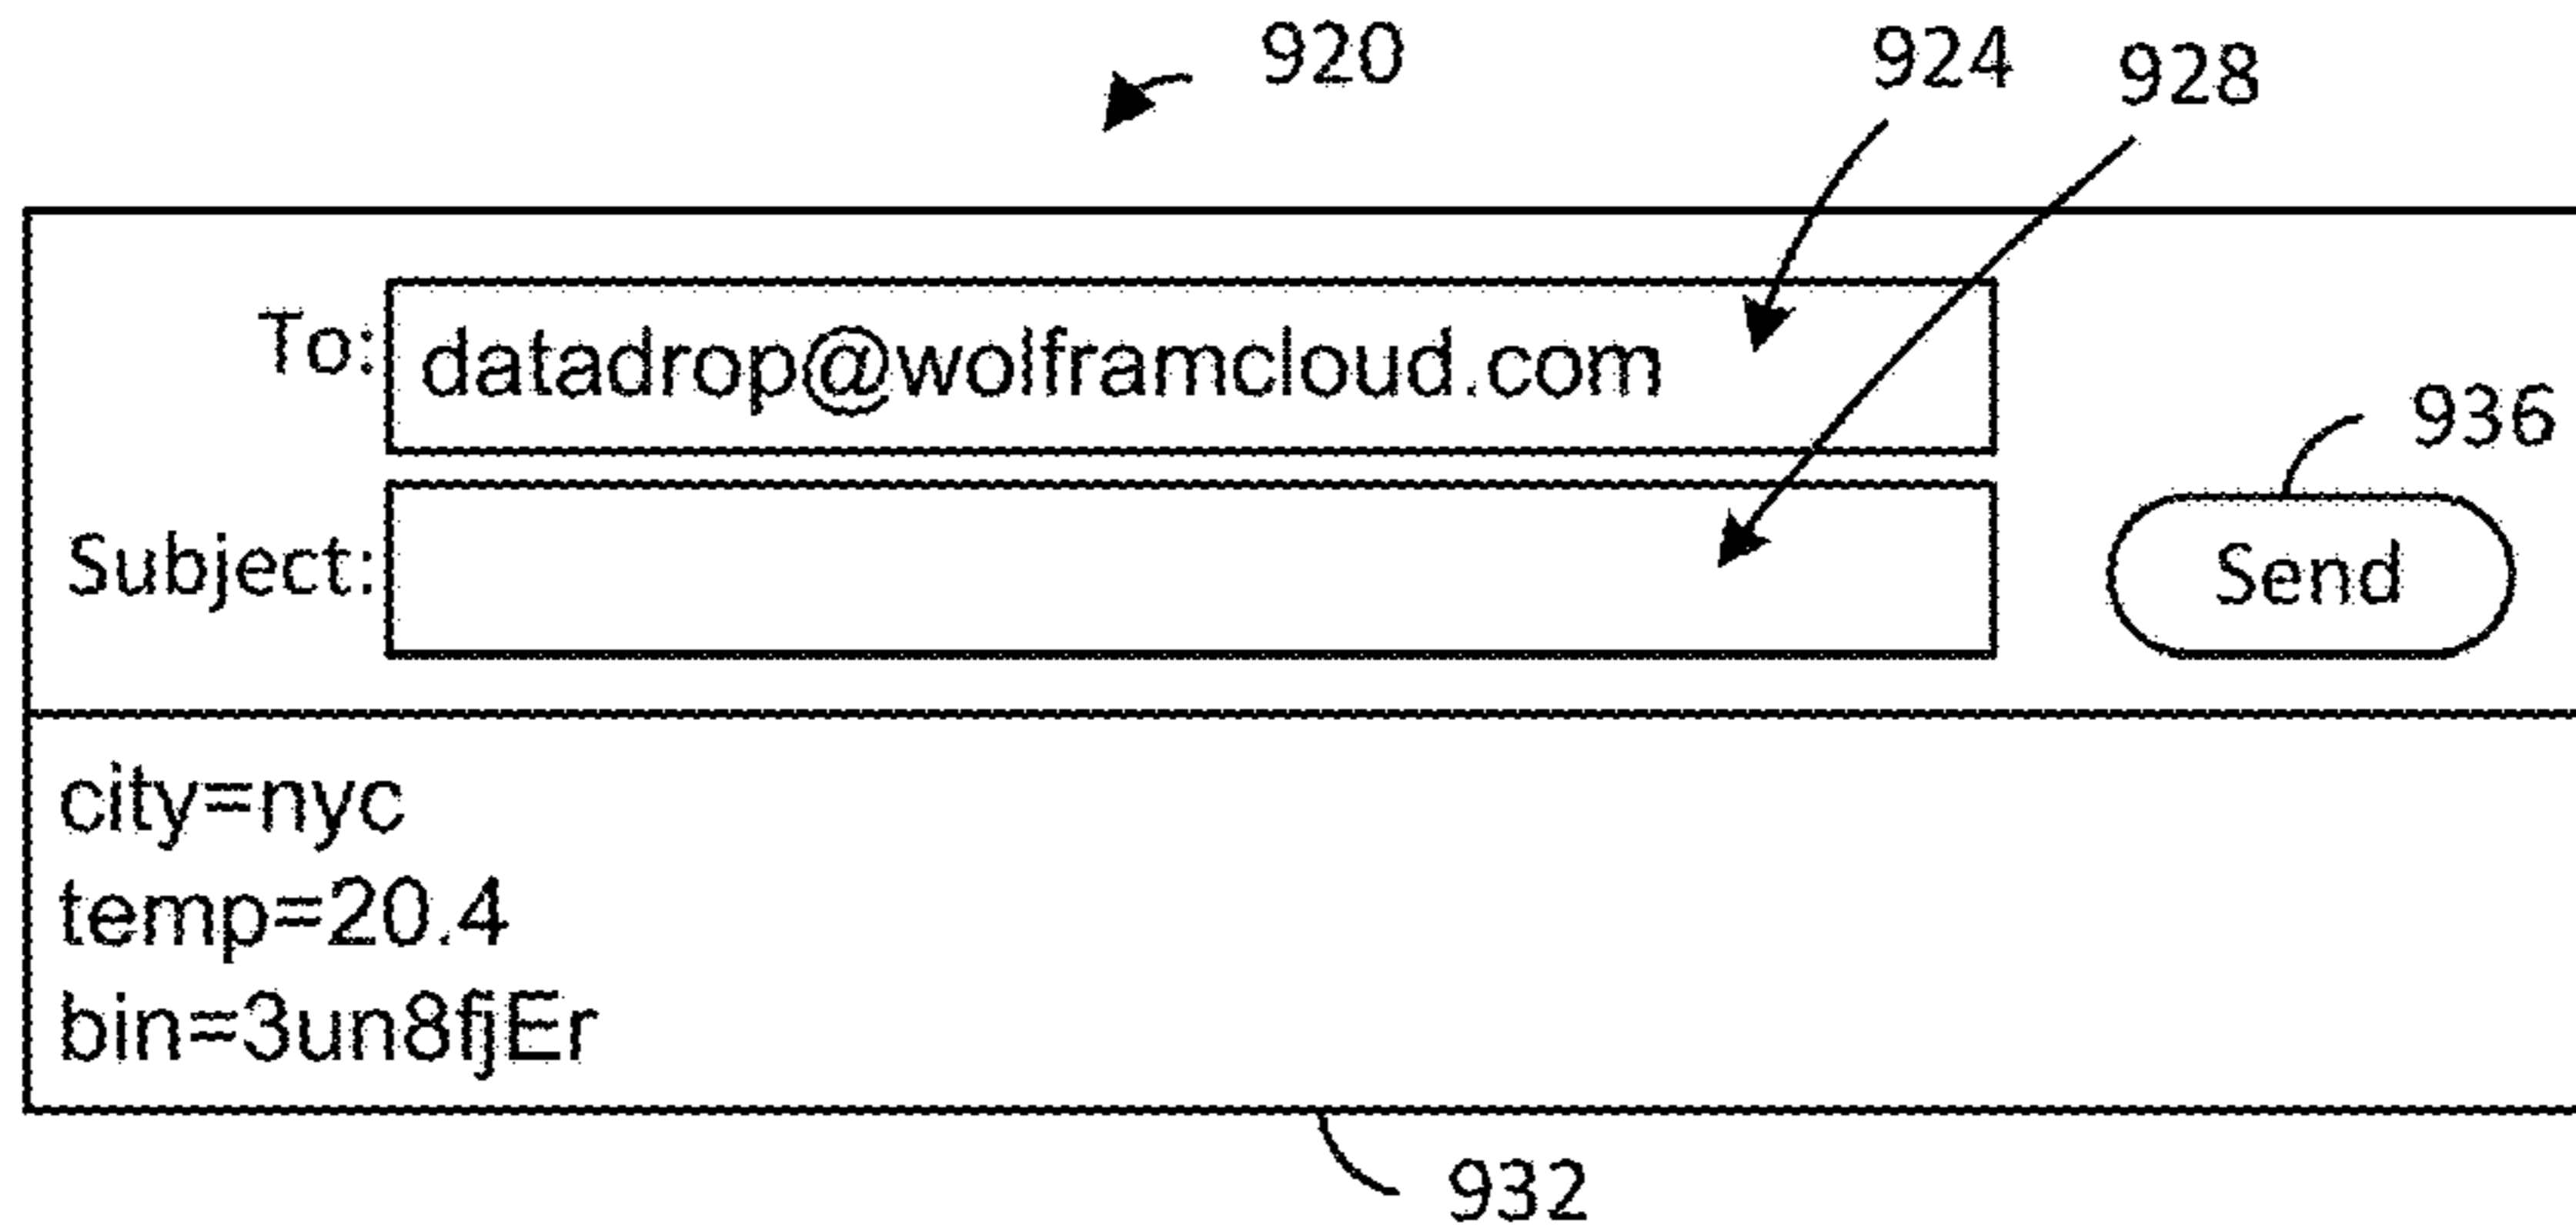 920
924
928
To: datadrop@wolframcloud.com
936
Subject:
Send
city=nyc
temp=20.4
bin=3un8fjEr
932